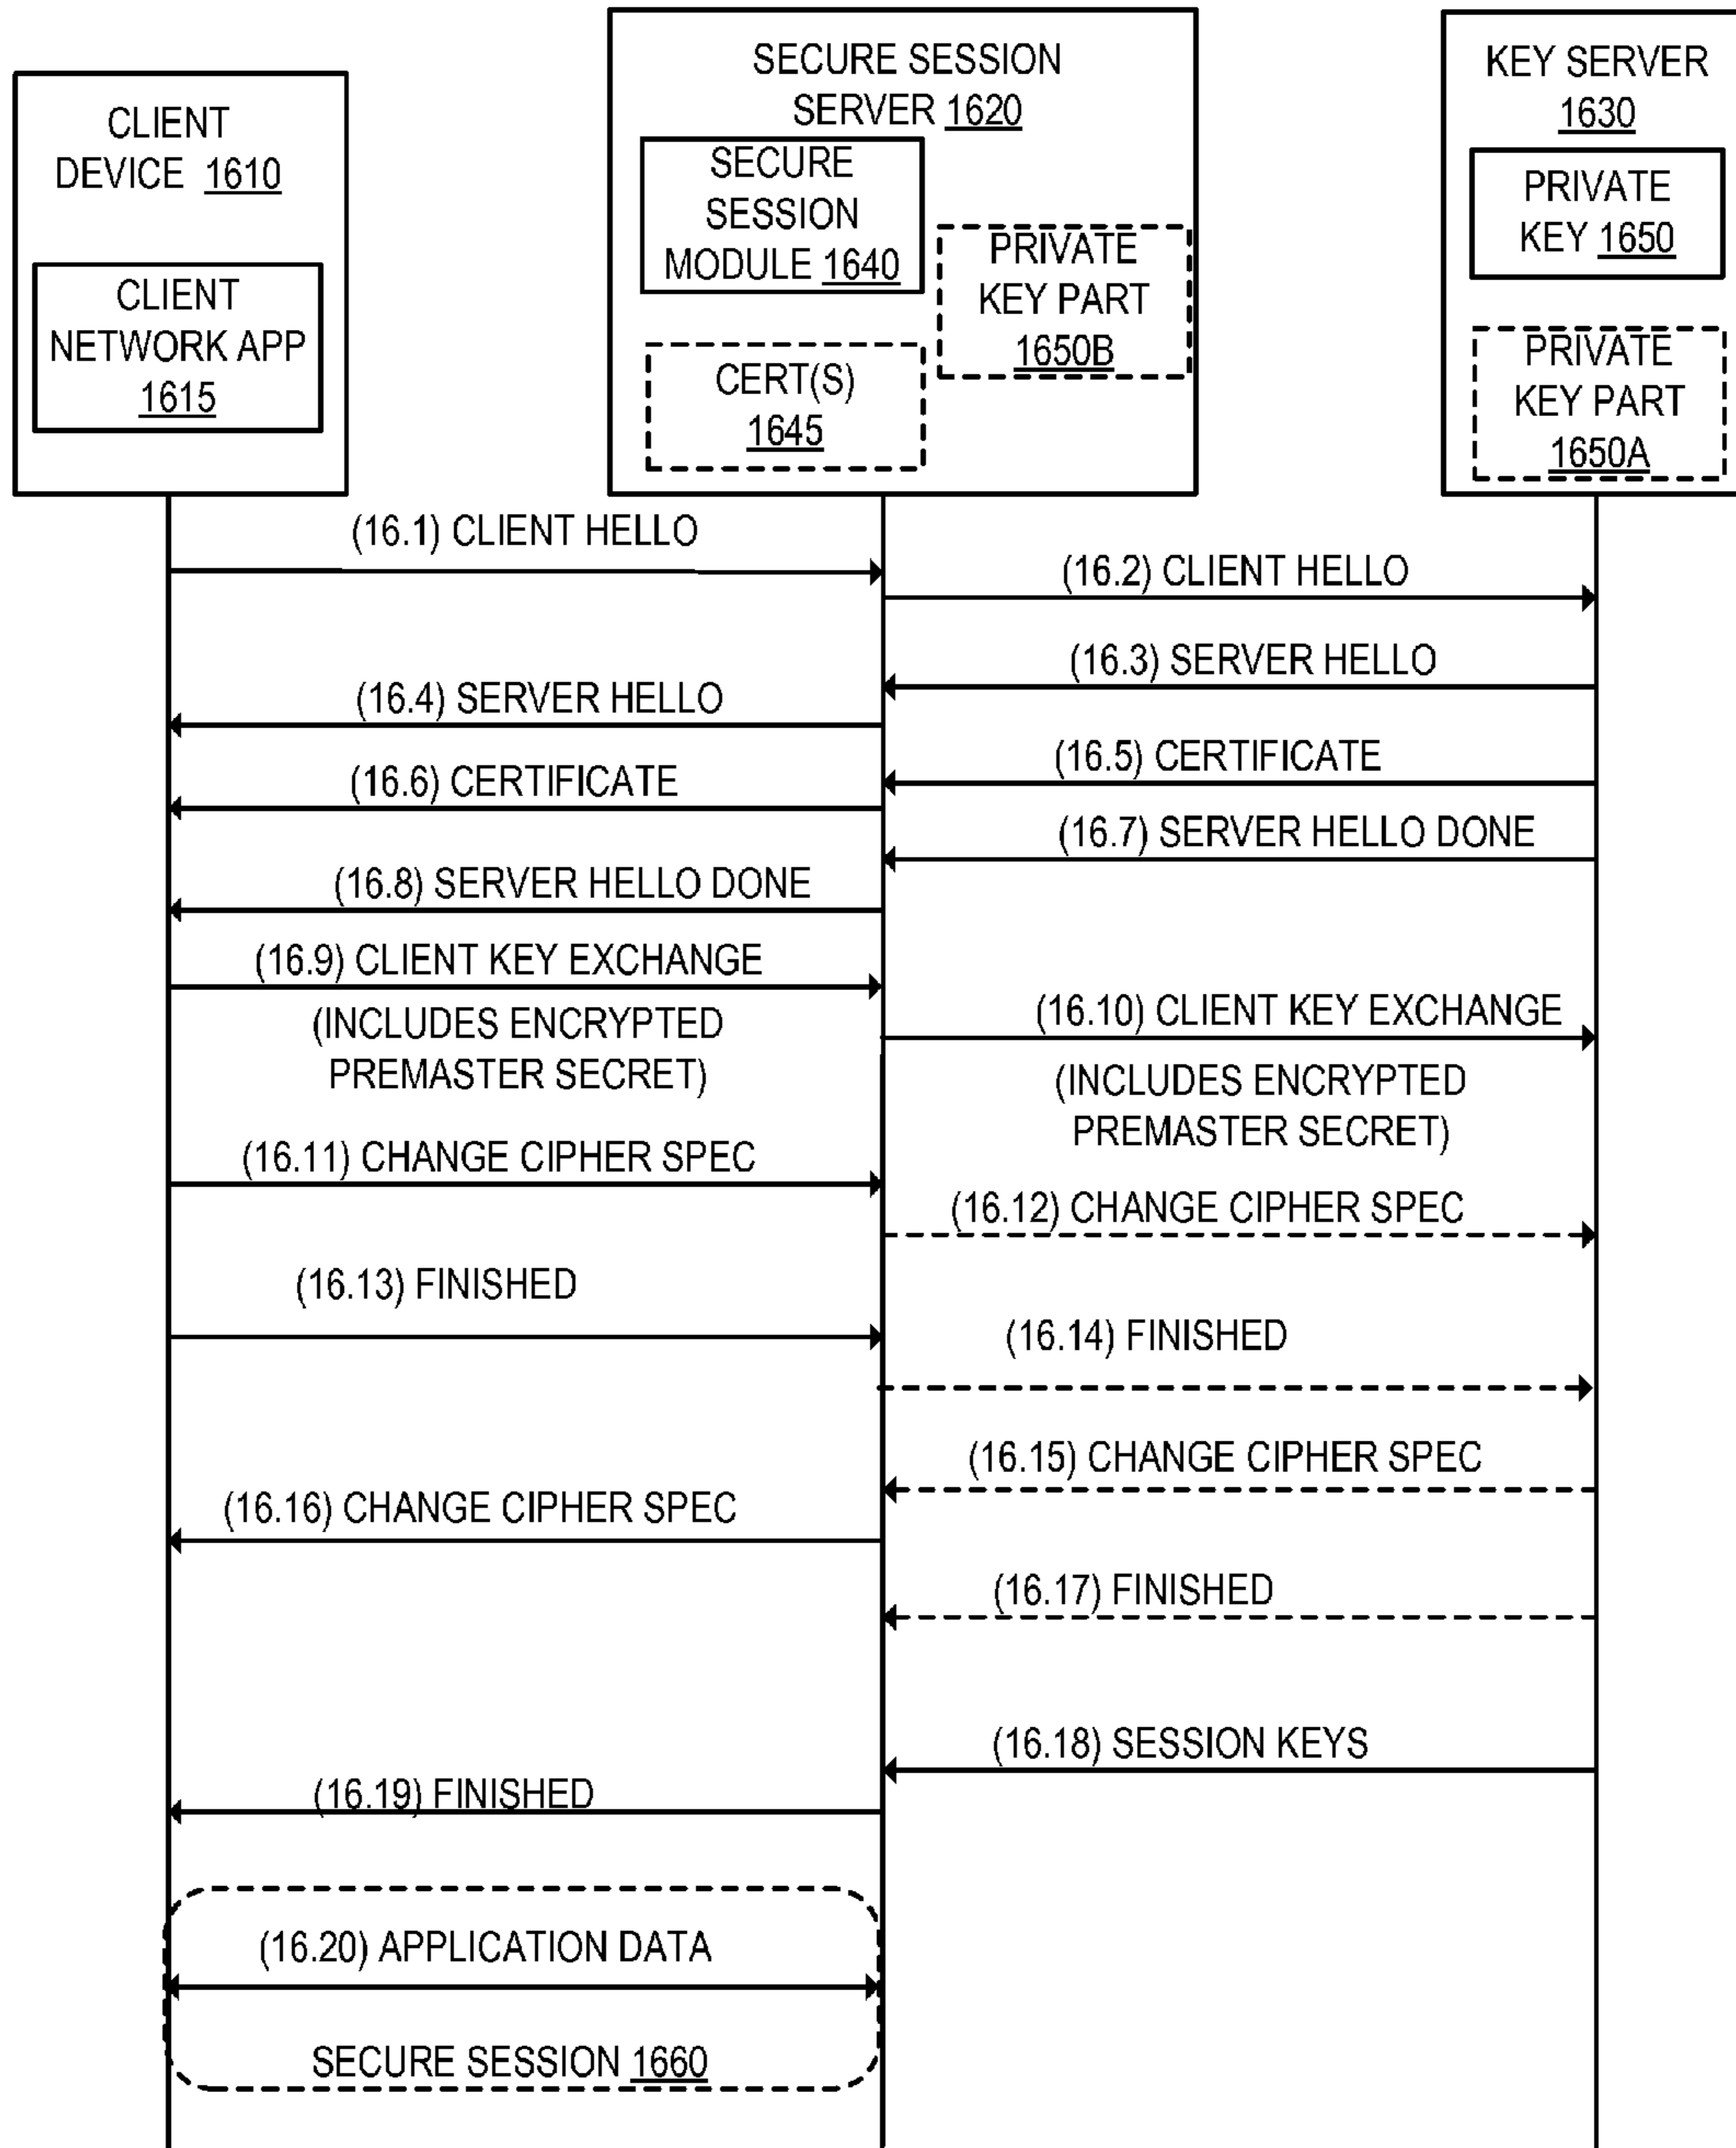 CLIENT
DEVICE 1610
CLIENT
NETWORK APP
1615
SECURE SESSION
SERVER 1620
SECURE
SESSION
MODULE 1640
PRIVATE
KEY PART
1650B
CERT(S)
1645
KEY SERVER
1630
PRIVATE
KEY 1650
PRIVATE
KEY PART
1650A
(16.1) CLIENT HELLO
(16.2) CLIENT HELLO
(16.3) SERVER HELLO
(16.4) SERVER HELLO
(16.5) CERTIFICATE
(16.6) CERTIFICATE
(16.7) SERVER HELLO DONE
(16.8) SERVER HELLO DONE
(16.9) CLIENT KEY EXCHANGE
(INCLUDES ENCRYPTED
PREMASTER SECRET)
(16.10) CLIENT KEY EXCHANGE
(INCLUDES ENCRYPTED
PREMASTER SECRET)
(16.11) CHANGE CIPHER SPEC
(16.12) CHANGE CIPHER SPEC
(16.13) FINISHED
(16.14) FINISHED
(16.15) CHANGE CIPHER SPEC
(16.16) CHANGE CIPHER SPEC
(16.17) FINISHED
(16.18) SESSION KEYS
(16.19) FINISHED
(16.20) APPLICATION DATA
SECURE SESSION 1660